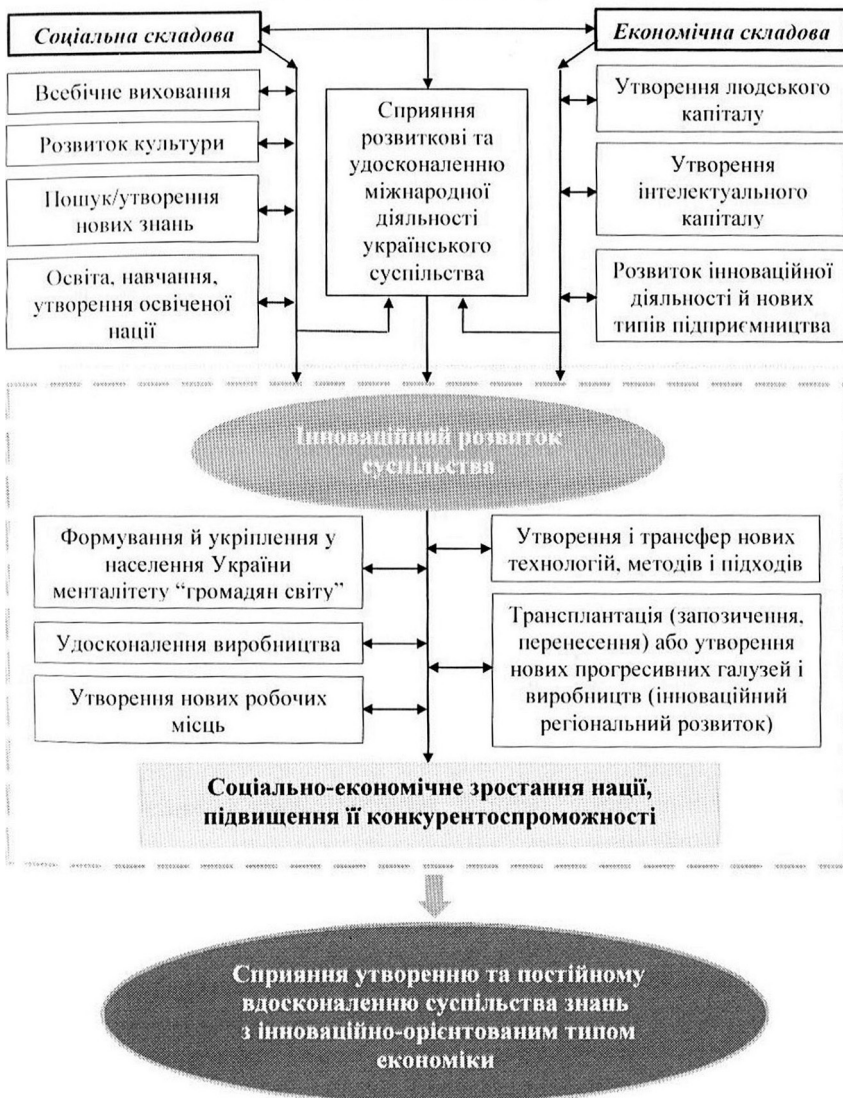 Соціальна складова
Економічна складова
Всебічне виховання
Розвиток культури
Пошук/утворення
нових знань
Освіта, навчання,
утворення освіченої
нації
Сприяння
розвиткові та
удосконаленню
міжнародної
діяльності
українського
суспільства
Утворення людського
капіталу
Утворення
інтелектуального
капіталу
Розвиток інноваційної
діяльності й нових
типів підприємництва
Інноваційний розвиток
суспільства
Формування й укріплення у
населення України
менталітету “громадян світу”
Удосконалення виробництва
Утворення нових робочих
місць
Утворення і трансфер нових
технологій, методів і підходів
Трансплантація (запозичення,
перенесення) або утворення
нових прогресивних галузей і
виробництв (інноваційний
регіональний розвиток)
Соціально-економічне зростання нації,
підвищення її конкурентоспроможності
Сприяння утворенню та постійному
вдосконаленню суспільства знань
з інноваційно-орієнтованим типом
економіки